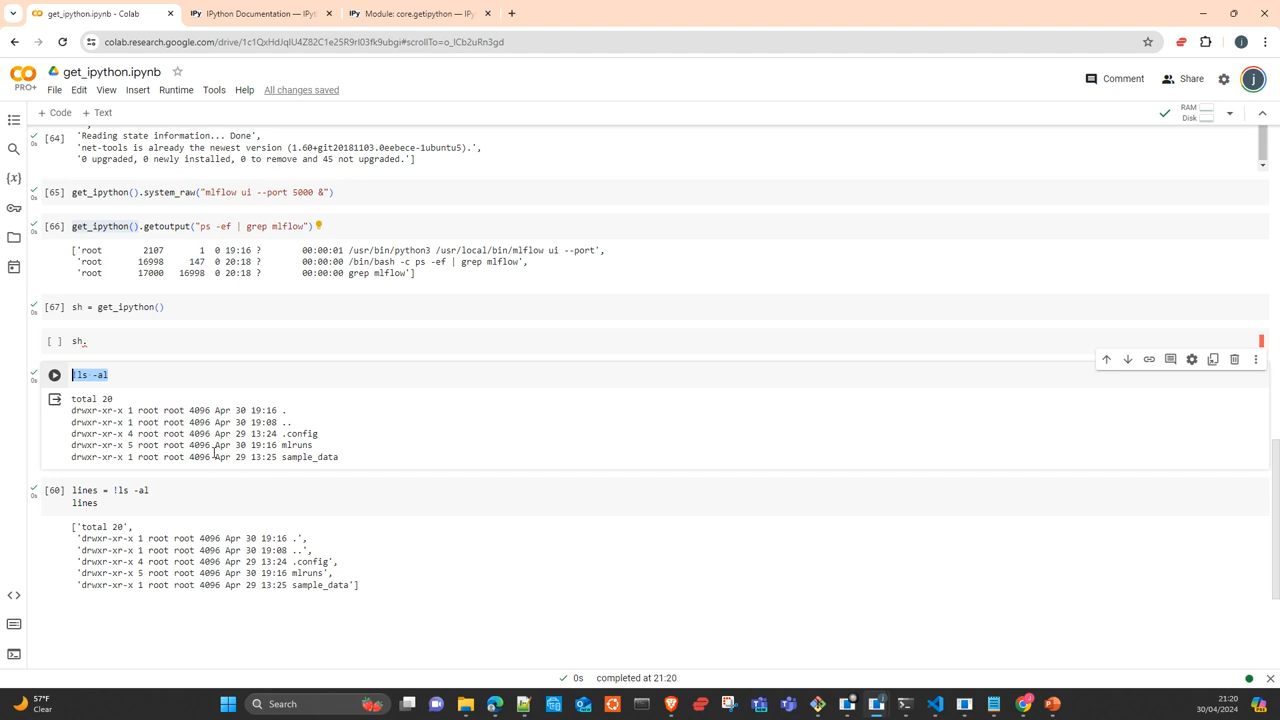 get_ipython.ipynb - Colab
IPython Documentation — IPyt
Module: core.getipython — IPyt
colab.research.google.com/drive/1c1QxHdJqIU4Z82C1e25R9rI03fk9ubgi#scrollTo=o_ICb2uRn3gd
PRO+
get_ipython.ipynb
Comment
Share
j
File Edit View Insert Runtime Tools Help All changes saved
+ Code + Text
RAM
Disk
'Reading state information... Done',
[64]
0s
'net-tools is already the newest version (1.60+git20181103.0eebece-1ubuntu5).',
'0 upgraded, 0 newly installed, 0 to remove and 45 not upgraded.']
[65] get_ipython().system_raw("mlflow ui --port 5000 &")
0s
[66] get_ipython().getoutput("ps -ef | grep mlflow")
0s
['root 2107 1 0 19:16 ? 00:00:01 /usr/bin/python3 /usr/local/bin/mlflow ui --port',
'root 16998 147 0 20:18 ? 00:00:00 /bin/bash -c ps -ef | grep mlflow',
'root 17000 16998 0 20:18 ? 00:00:00 grep mlflow']
[67] sh = get_ipython()
0s
[ ] sh.
!ls -al
0s
total 20
drwxr-xr-x 1 root root 4096 Apr 30 19:16 .
drwxr-xr-x 1 root root 4096 Apr 30 19:08 ..
drwxr-xr-x 4 root root 4096 Apr 29 13:24 .config
drwxr-xr-x 5 root root 4096 Apr 30 19:16 mlruns
drwxr-xr-x 1 root root 4096 Apr 29 13:25 sample_data
[60] lines = !ls -al
0s
lines
['total 20',
'drwxr-xr-x 1 root root 4096 Apr 30 19:16 .',
'drwxr-xr-x 1 root root 4096 Apr 30 19:08 ..',
'drwxr-xr-x 4 root root 4096 Apr 29 13:24 .config',
'drwxr-xr-x 5 root root 4096 Apr 30 19:16 mlruns',
'drwxr-xr-x 1 root root 4096 Apr 29 13:25 sample_data']
0s completed at 21:20
57°F
Clear
Search
21:20
30/04/2024